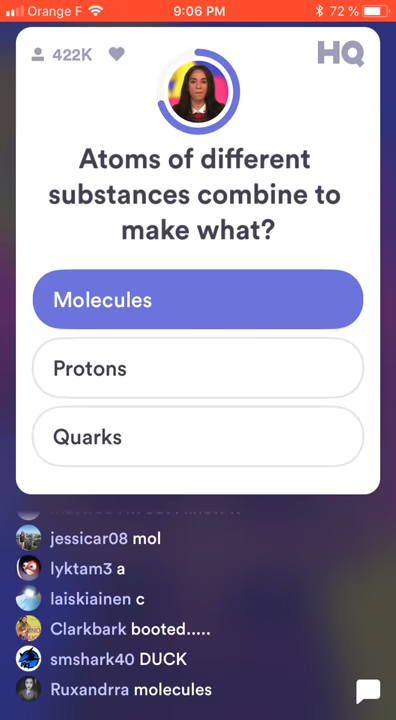 Orange F 9:06 PM 72 %
422K HQ
Atoms of different
substances combine to
make what?
Molecules
Protons
Quarks
jessicar08 mol
lyktam3 a
laiskiainen c
Clarkbark booted.....
smshark40 DUCK
Ruxandrra molecules